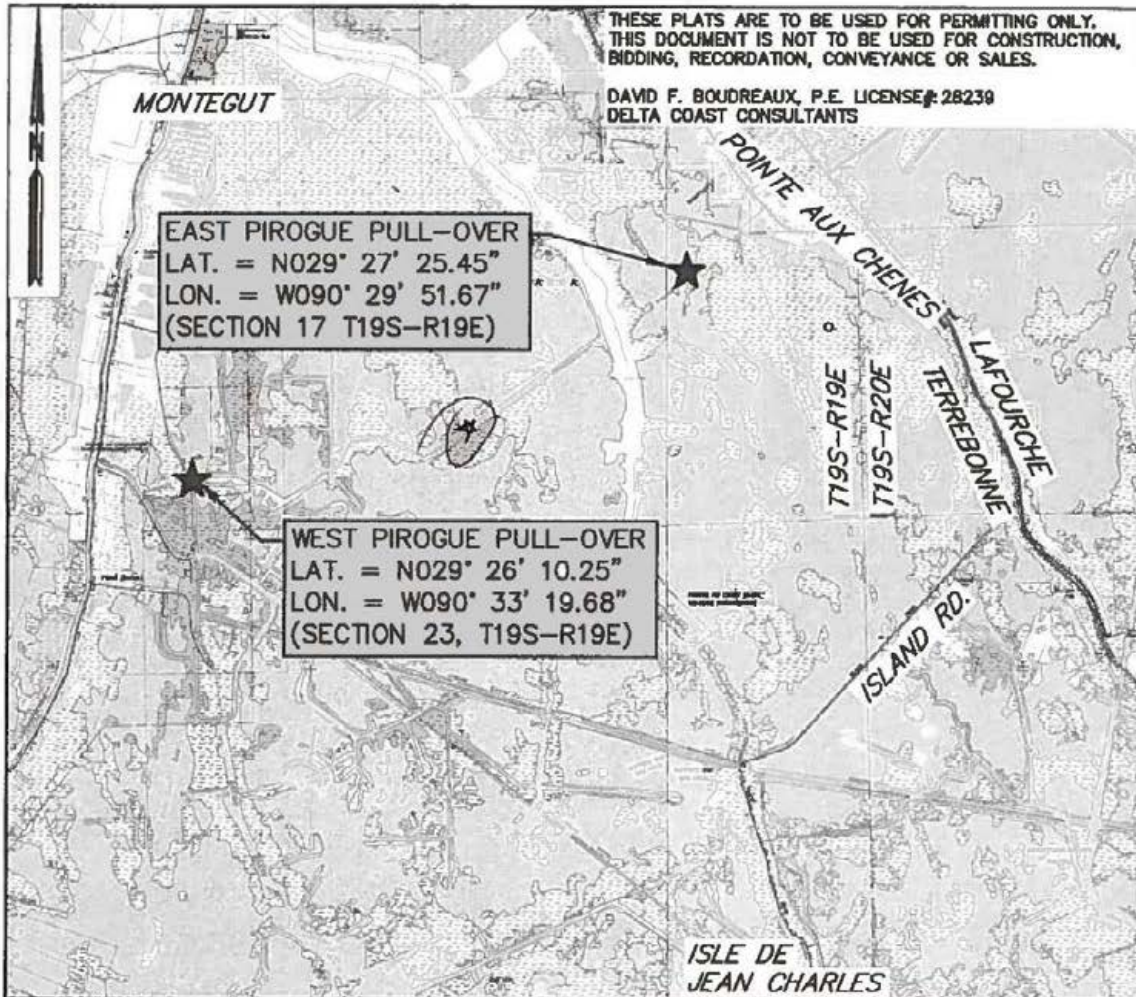 THESE PLATS ARE TO BE USED FOR PERMITTING ONLY.
THIS DOCUMENT IS NOT TO BE USED FOR CONSTRUCTION,
BIDDING, RECORDATION, CONVEYANCE OR SALES.
DAVID F. BOUDREAUX, P.E. LICENSE#: 28239
DELTA COAST CONSULTANTS
N
MONTEGUT
POINTE AUX CHENES
EAST PIROGUE PULL-OVER
LAT. = N029° 27' 25.45"
LON. = W090° 29' 51.67"
(SECTION 17 T19S-R19E)
LAFOURCHE
TERREBONNE
T19S-R19E
T19S-R20E
WEST PIROGUE PULL-OVER
LAT. = N029° 26' 10.25"
LON. = W090° 33' 19.68"
(SECTION 23, T19S-R19E)
ISLAND RD.
ISLE DE
JEAN CHARLES